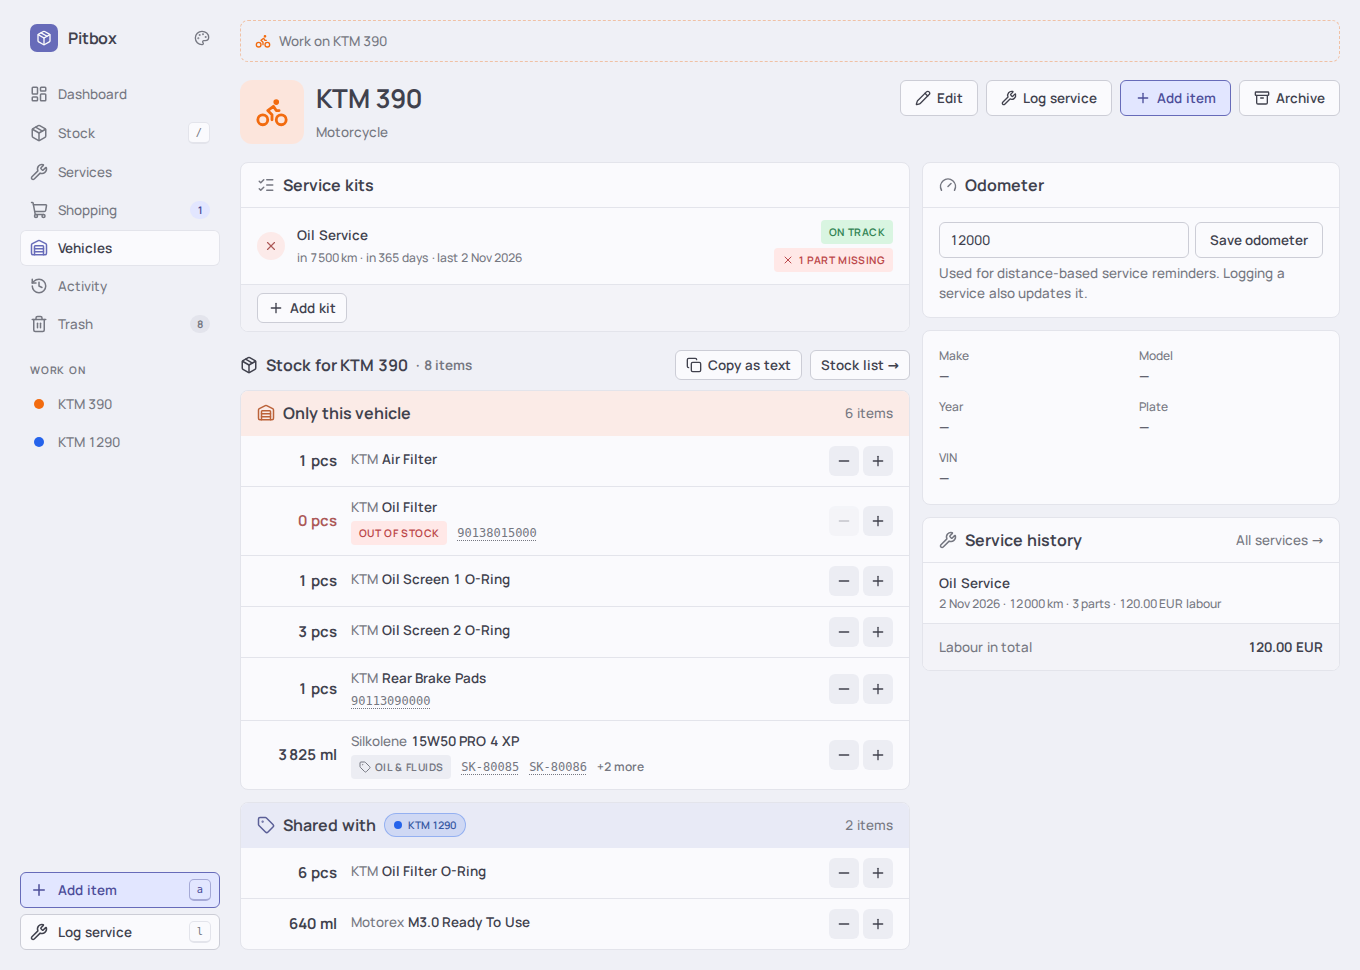 Pitbox
Dashboard
Stock /
Services
Shopping 1
Vehicles
Activity
Trash 8
WORK ON
KTM 390
KTM 1290
Add item a
Log service l
Work on KTM 390
KTM 390
Motorcycle
Edit
Log service
Add item
Archive
Service kits
Oil Service
in 7 500 km · in 365 days · last 2 Nov 2026
ON TRACK
1 PART MISSING
Add kit
Stock for KTM 390 · 8 items
Copy as text
Stock list →
Only this vehicle 6 items
1 pcs KTM Air Filter
0 pcs KTM Oil Filter
OUT OF STOCK 90138015000
1 pcs KTM Oil Screen 1 O-Ring
3 pcs KTM Oil Screen 2 O-Ring
1 pcs KTM Rear Brake Pads
90113090000
3 825 ml Silkolene 15W50 PRO 4 XP
OIL & FLUIDS SK-80085 SK-80086 +2 more
Shared with KTM 1290 2 items
6 pcs KTM Oil Filter O-Ring
640 ml Motorex M3.0 Ready To Use
Odometer
12000
Save odometer
Used for distance-based service reminders. Logging a
service also updates it.
Make Model
— —
Year Plate
— —
VIN
—
Service history All services →
Oil Service
2 Nov 2026 · 12 000 km · 3 parts · 120.00 EUR labour
Labour in total 120.00 EUR